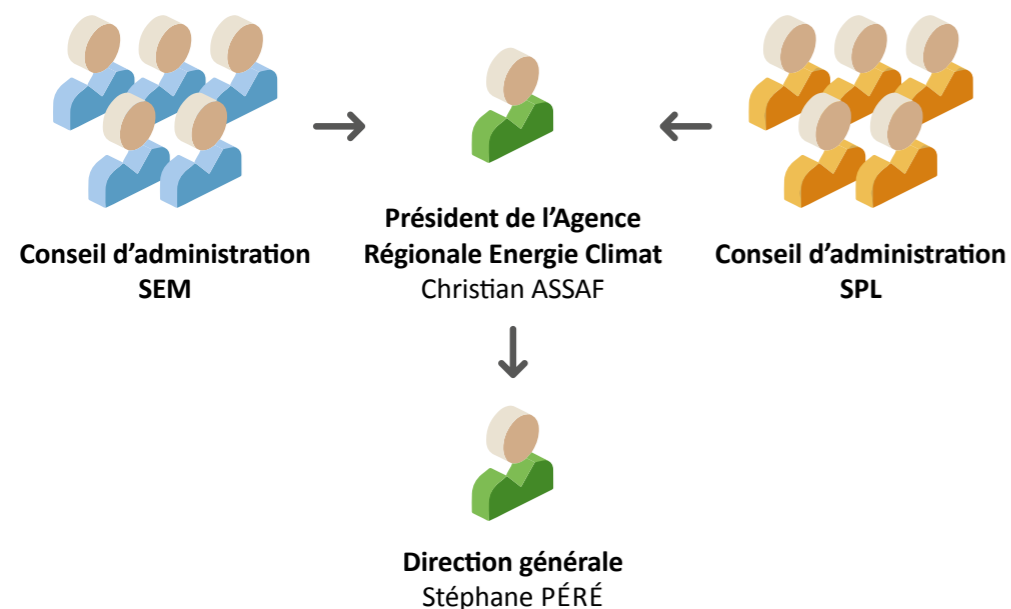 Conseil d'administration
SEM
Président de l'Agence
Régionale Energie Climat
Christian ASSAF
Conseil d'administration
SPL
Direction générale
Stéphane PÉRÉ